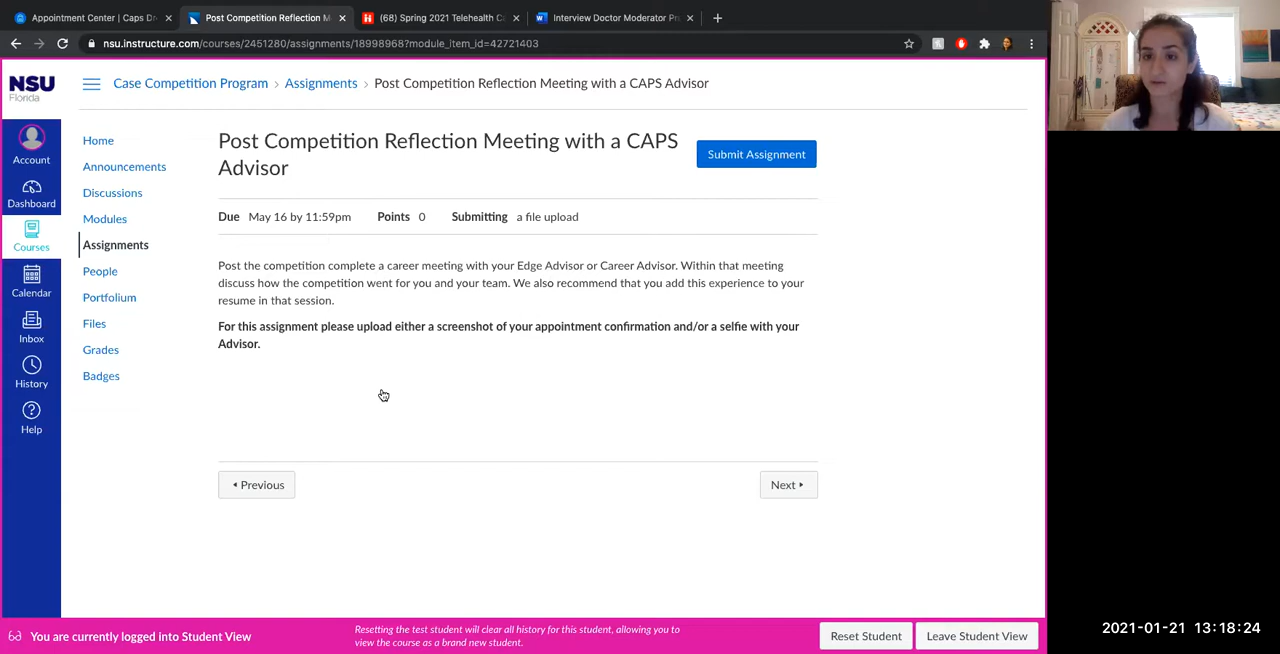 Appointment Center | Caps Dr
Post Competition Reflection M
(68) Spring 2021 Telehealth Ca
Interview Doctor Moderator Pr
nsu.instructure.com/courses/2451280/assignments/18998968?module_item_id=42721403
NSU
Florida
Case Competition Program > Assignments > Post Competition Reflection Meeting with a CAPS Advisor
Account
Dashboard
Courses
Calendar
Inbox
History
Help
Home
Announcements
Discussions
Modules
Assignments
People
Portfolium
Files
Grades
Badges
Post Competition Reflection Meeting with a CAPS
Advisor
Submit Assignment
Due May 16 by 11:59pm Points 0 Submitting a file upload
Post the competition complete a career meeting with your Edge Advisor or Career Advisor. Within that meeting
discuss how the competition went for you and your team. We also recommend that you add this experience to your
resume in that session.
For this assignment please upload either a screenshot of your appointment confirmation and/or a selfie with your
Advisor.
Previous
Next
You are currently logged into Student View
Resetting the test student will clear all history for this student, allowing you to
view the course as a brand new student.
Reset Student
Leave Student View
2021-01-21 13:18:24